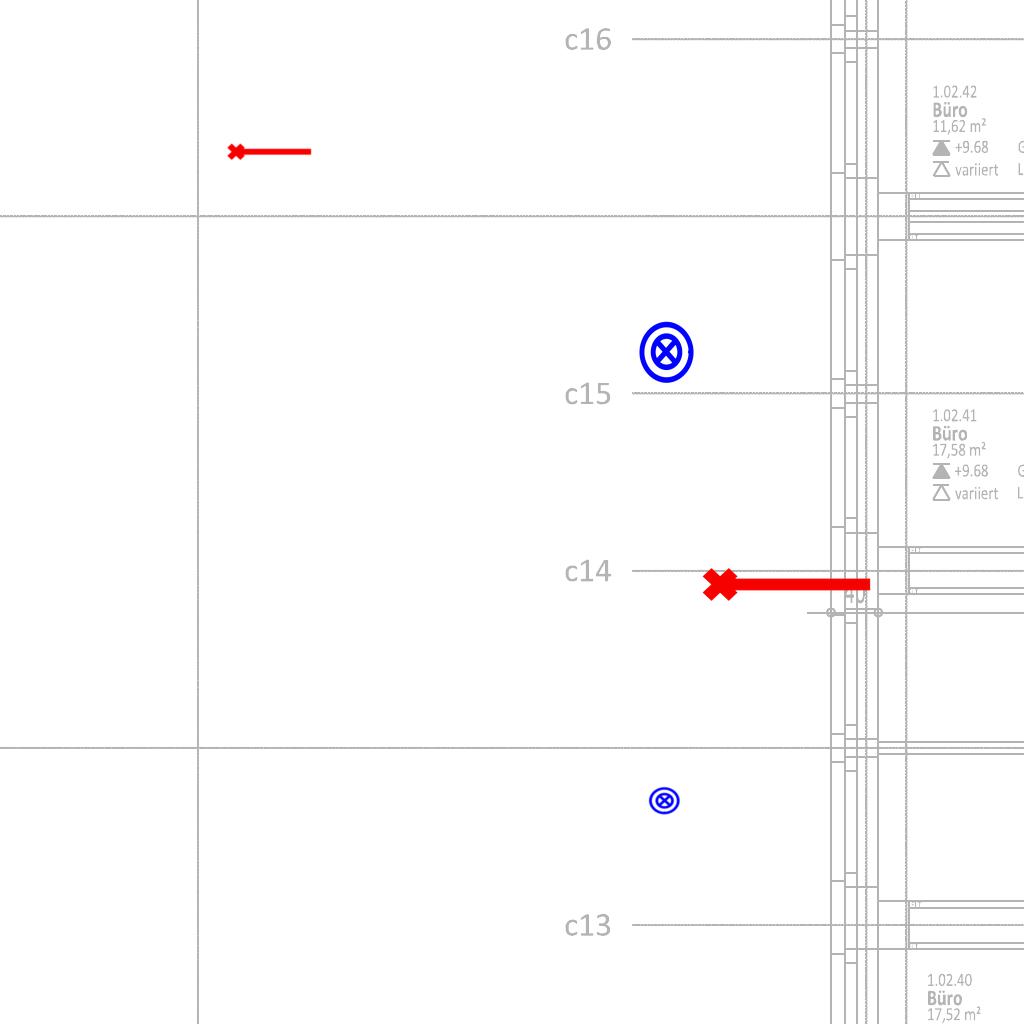 c16
1.02.42
Büro
11,62 m²
+9.68
variiert
c15
1.02.41
Büro
17,58 m²
+9.68
variiert
c14
c13
1.02.40
Büro
17,52 m²